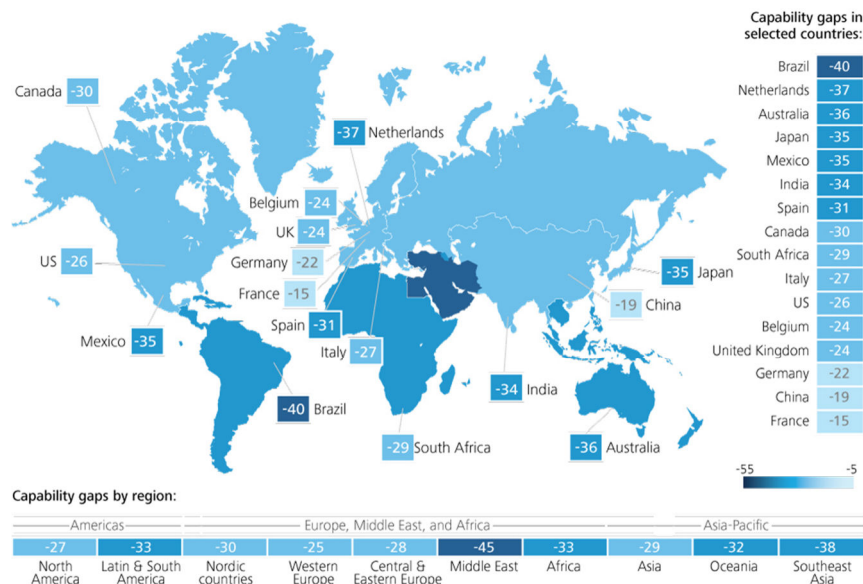 Capability gaps in
selected countries:
Brazil -40
Netherlands -37
Australia -36
Japan -35
Mexico -35
India -34
Spain -31
Canada -30
South Africa -29
Italy -27
US -26
Belgium -24
United Kingdom -24
Germany -22
China -19
France -15
-55 -5
Canada -30
-37 Netherlands
Belgium -24
UK -24
US -26
Germany -22
France -15
Spain -31
Mexico -35
Italy -27
-35 Japan
-19 China
-34 India
-40 Brazil
-29 South Africa
-36 Australia
Capability gaps by region:
Americas Europe, Middle East, and Africa Asia-Pacific
-27 -33 -30 -25 -28 -45 -33 -29 -32 -38
North Latin & South Nordic Western Central & Middle East Africa Asia Oceania Southeast
America America countries Europe Eastern Europe Asia